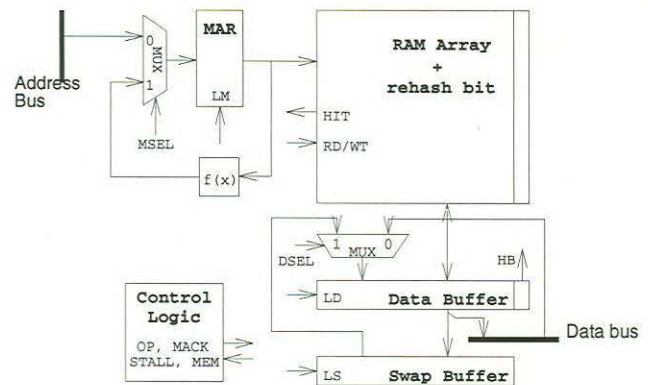 MAR
RAM Array
+
rehash bit
0
MUX
1
Address
Bus
LM
HIT
MSEL
RD/WT
f(x)
1 0
MUX
DSEL
HB
Control
Logic
LD Data Buffer
OP, MACK
STALL, MEM
Data bus
LS Swap Buffer